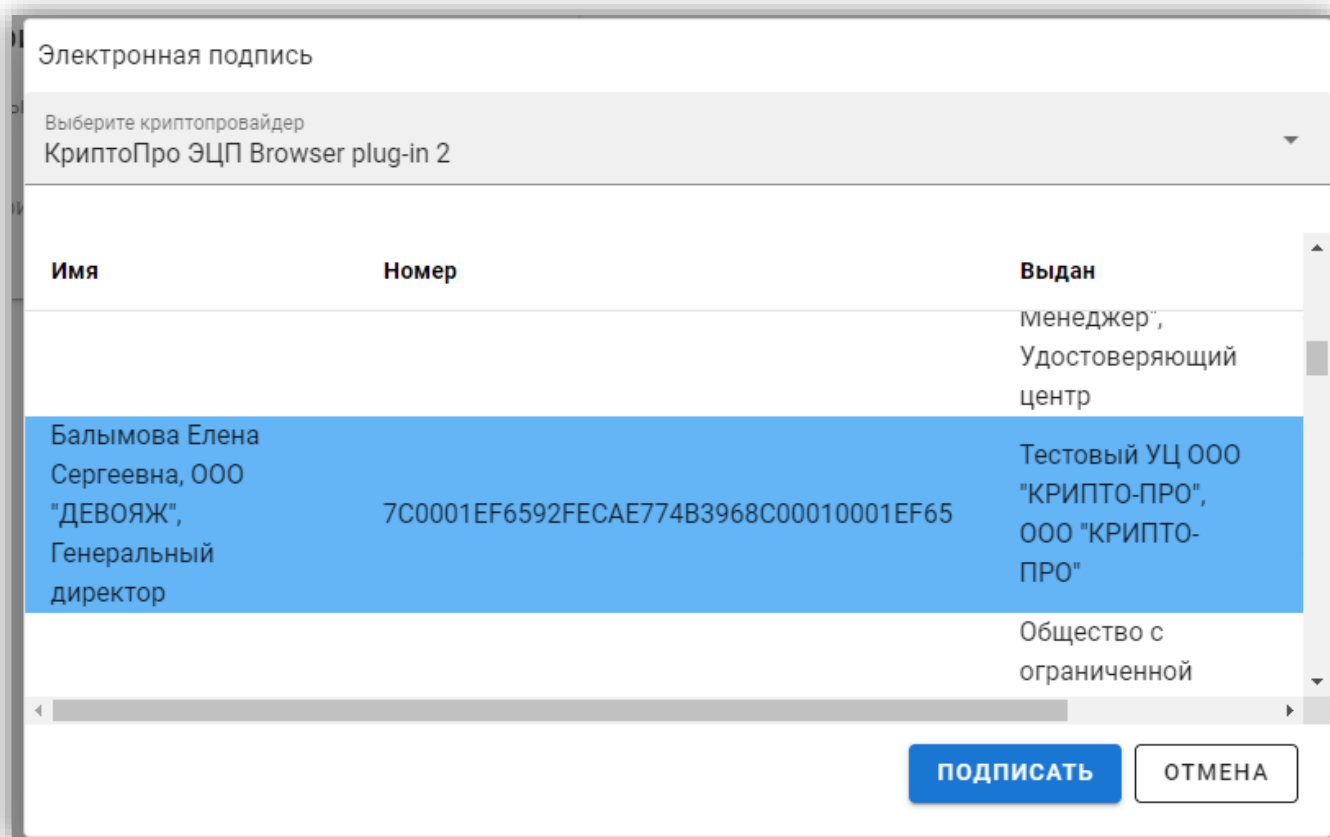 Электронная подпись
Выберите криптопровайдер
КриптоПро ЭЦП Browser plug-in 2
Имя
Номер
Выдан
Менеджер",
Удостоверяющий
центр
Балымова Елена
Сергеевна, ООО
"ДЕВОЯЖ",
Генеральный
директор
7C0001EF6592FECAE774B3968C00010001EF65
Тестовый УЦ ООО
"КРИПТО-ПРО",
ООО "КРИПТО-
ПРО"
Общество с
ограниченной
ПОДПИСАТЬ
ОТМЕНА